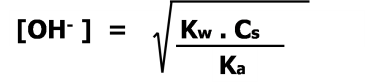 [OH⁻ ] = √(Kw . Cs / Ka)